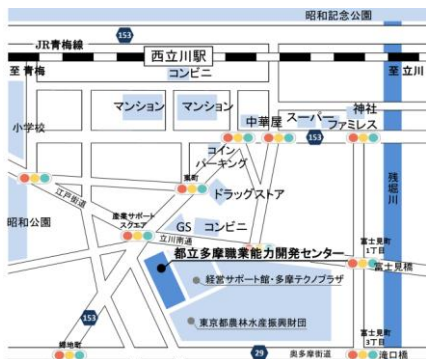 昭和記念公園
153
JR青梅線
西立川駅
至 青梅
至 立川
コンビニ
マンション
マンション
中華屋
スーパー
神社
ファミレス
153
小学校
コイン
パーキング
東町
ドラッグストア
江戸街道
残堀川
昭和公園
産業サポート
スクエア
GS
コンビニ
立川南通
富士見町
1丁目
都立多摩職業能力開発センター
富士見橋
経営サポート館・多摩テクノプラザ
153
東京都農林水産振興財団
富士見町
3丁目
緑地町
29
奥多摩街道
滝口橋